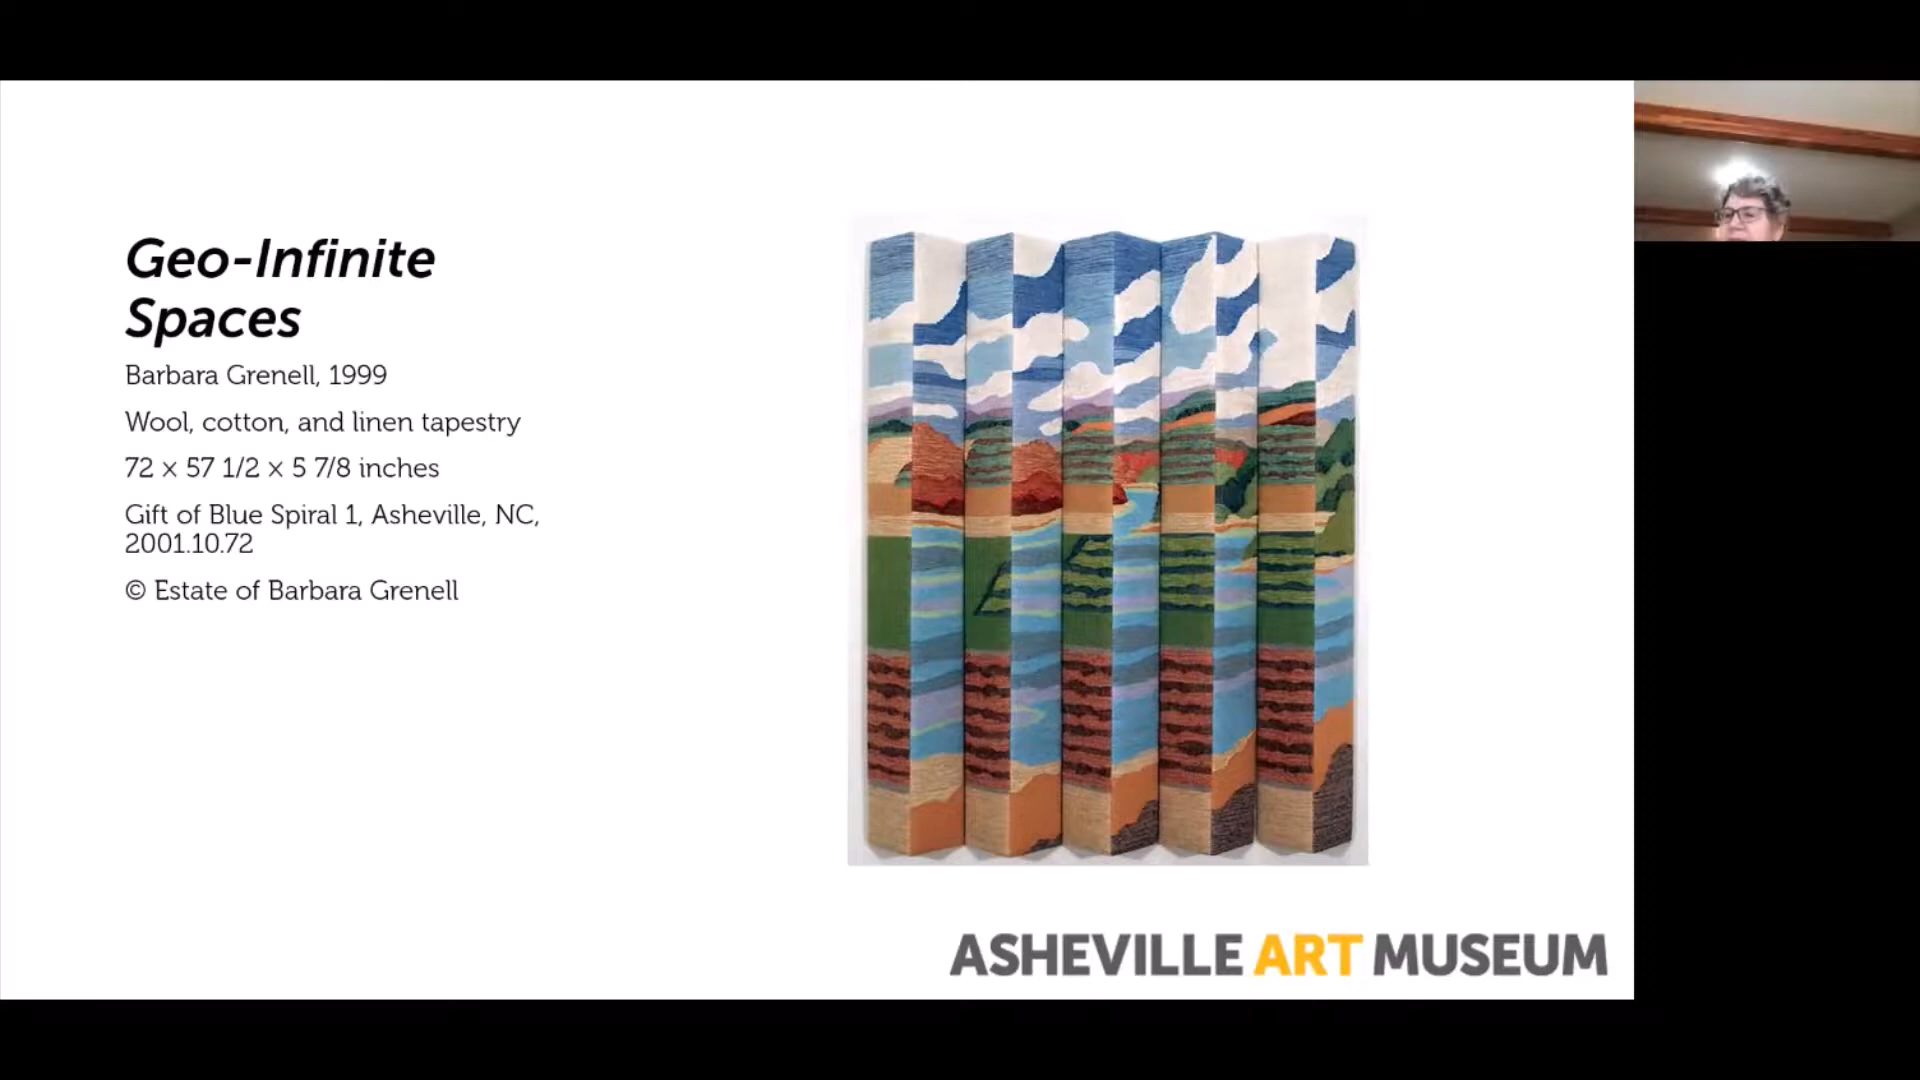 Geo-Infinite
Spaces
Barbara Grenell, 1999
Wool, cotton, and linen tapestry
72 × 57 1/2 × 5 7/8 inches
Gift of Blue Spiral 1, Asheville, NC,
2001.10.72
© Estate of Barbara Grenell
ASHEVILLE ART MUSEUM